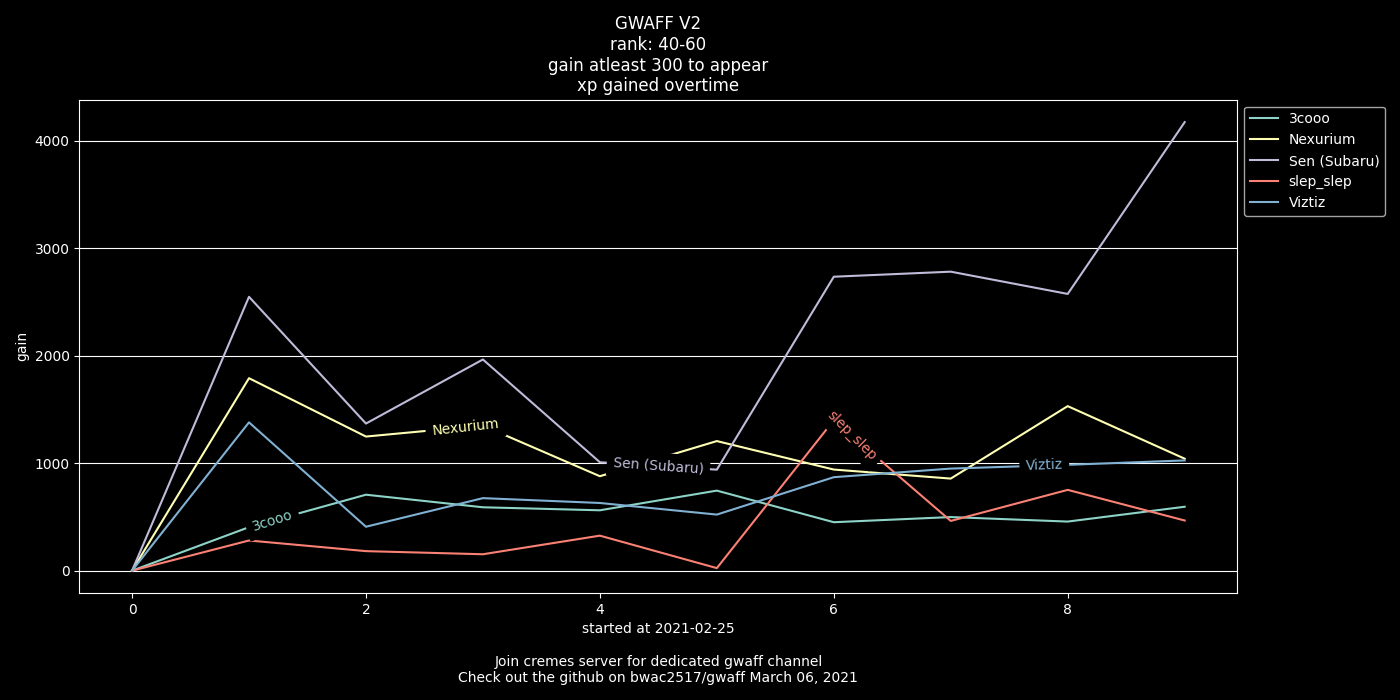 GWAFF V2
rank: 40-60
gain atleast 300 to appear
xp gained overtime
3cooo
Nexurium
Sen (Subaru)
slep_slep
Viztiz
gain
4000
3000
2000
1000
0
slep_slep
Nexurium
Sen (Subaru)
Viztiz
3cooo
0 2 4 6 8
started at 2021-02-25
Join cremes server for dedicated gwaff channel
Check out the github on bwac2517/gwaff March 06, 2021